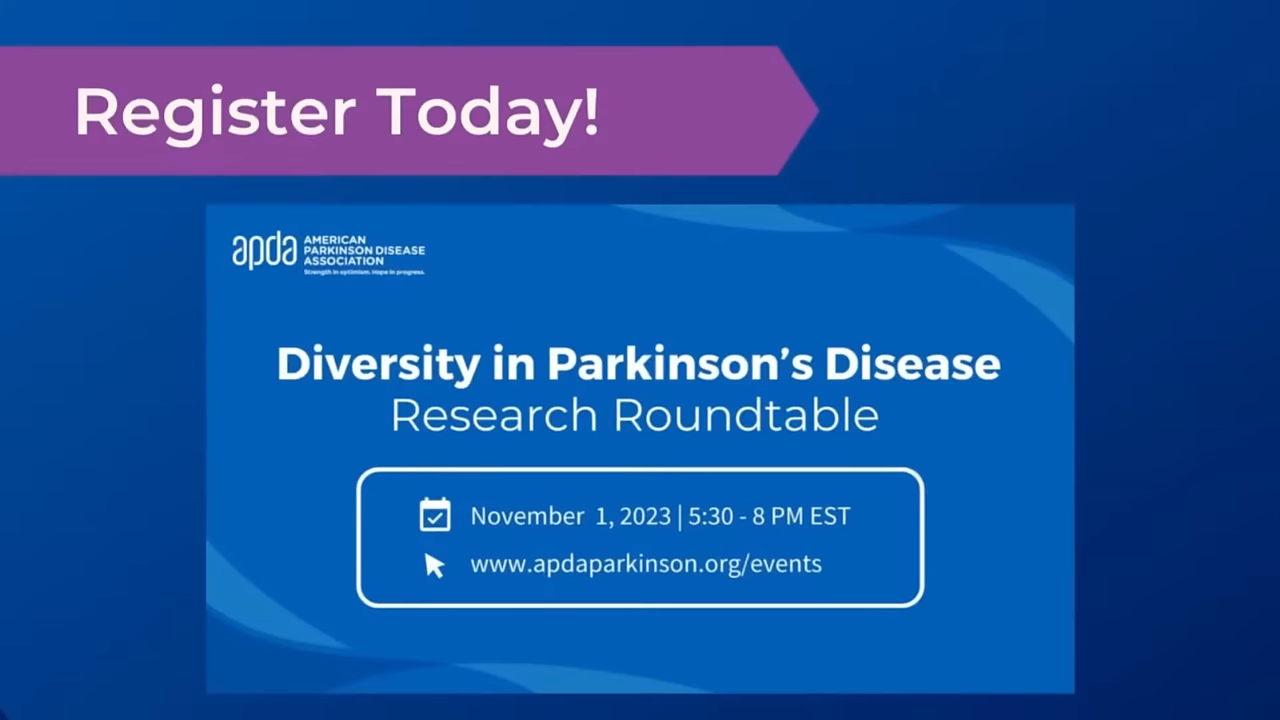 Register Today!
apda
AMERICAN
PARKINSON DISEASE
ASSOCIATION
Strength in optimism. Hope in progress.
Diversity in Parkinson’s Disease
Research Roundtable
November 1, 2023 | 5:30 - 8 PM EST
www.apdaparkinson.org/events